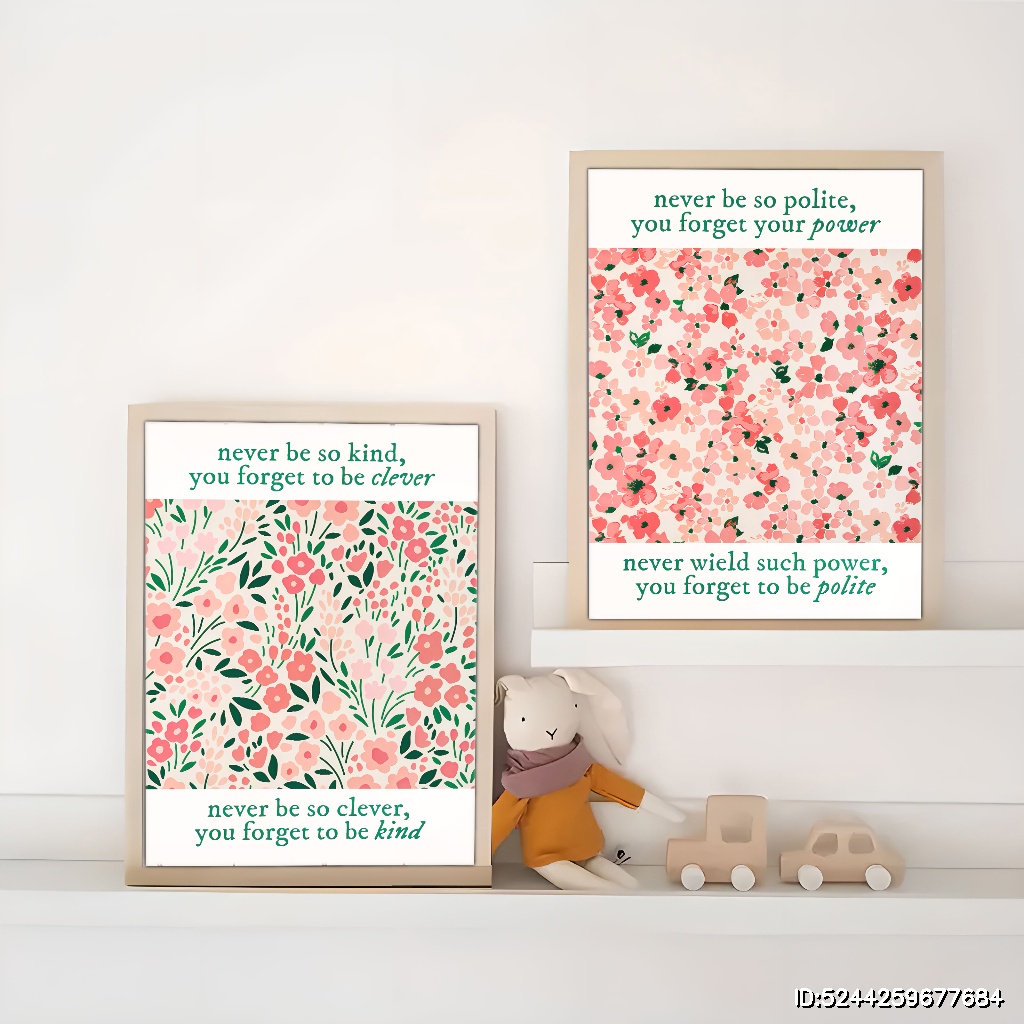 never be so polite,
you forget your power
never wield such power,
you forget to be polite
never be so kind,
you forget to be clever
never be so clever,
you forget to be kind
ID:5244259677684